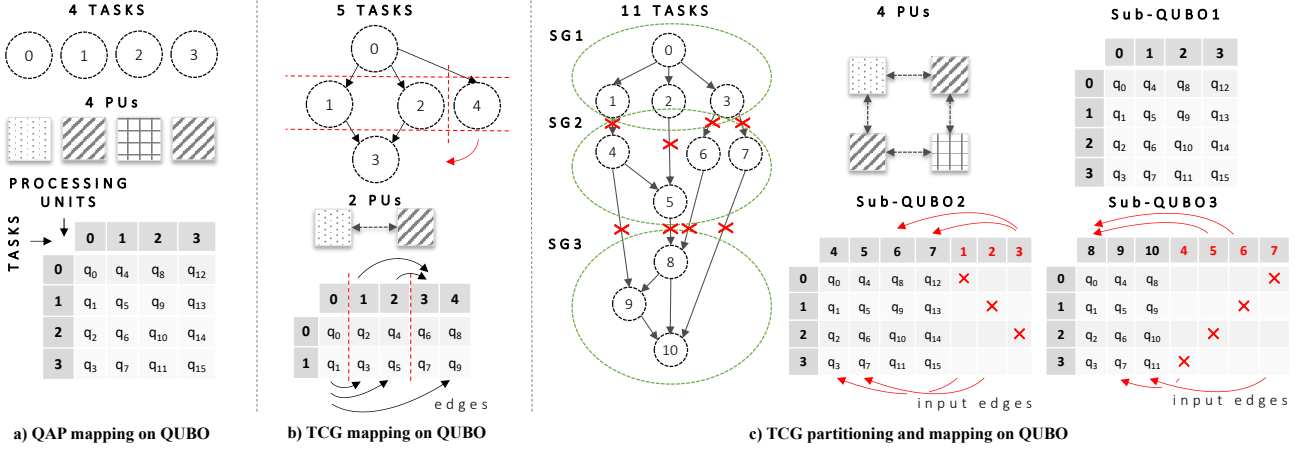 4 TASKS
0 1 2 3
4 PUs
PROCESSING
UNITS
TASKS
0 1 2 3
0 q0 q4 q8 q12
1 q1 q5 q9 q13
2 q2 q6 q10 q14
3 q3 q7 q11 q15
a) QAP mapping on QUBO
5 TASKS
0
1 2 4
3
2 PUs
0 1 2 3 4
0 q0 q2 q4 q6 q8
1 q1 q3 q5 q7 q9
edges
b) TCG mapping on QUBO
11 TASKS
SG1
0
1 2 3
SG2
4 6 7
5
SG3
8
9
10
4 PUs
Sub-QUBO1
0 1 2 3
0 q0 q4 q8 q12
1 q1 q5 q9 q13
2 q2 q6 q10 q14
3 q3 q7 q11 q15
Sub-QUBO2
4 5 6 7 1 2 3
0 q0 q4 q8 q12
1 q1 q5 q9 q13
2 q2 q6 q10 q14
3 q3 q7 q11 q15
input edges
Sub-QUBO3
8 9 10 4 5 6 7
0 q0 q4 q8
1 q1 q5 q9
2 q2 q6 q10
3 q3 q7 q11
input edges
c) TCG partitioning and mapping on QUBO